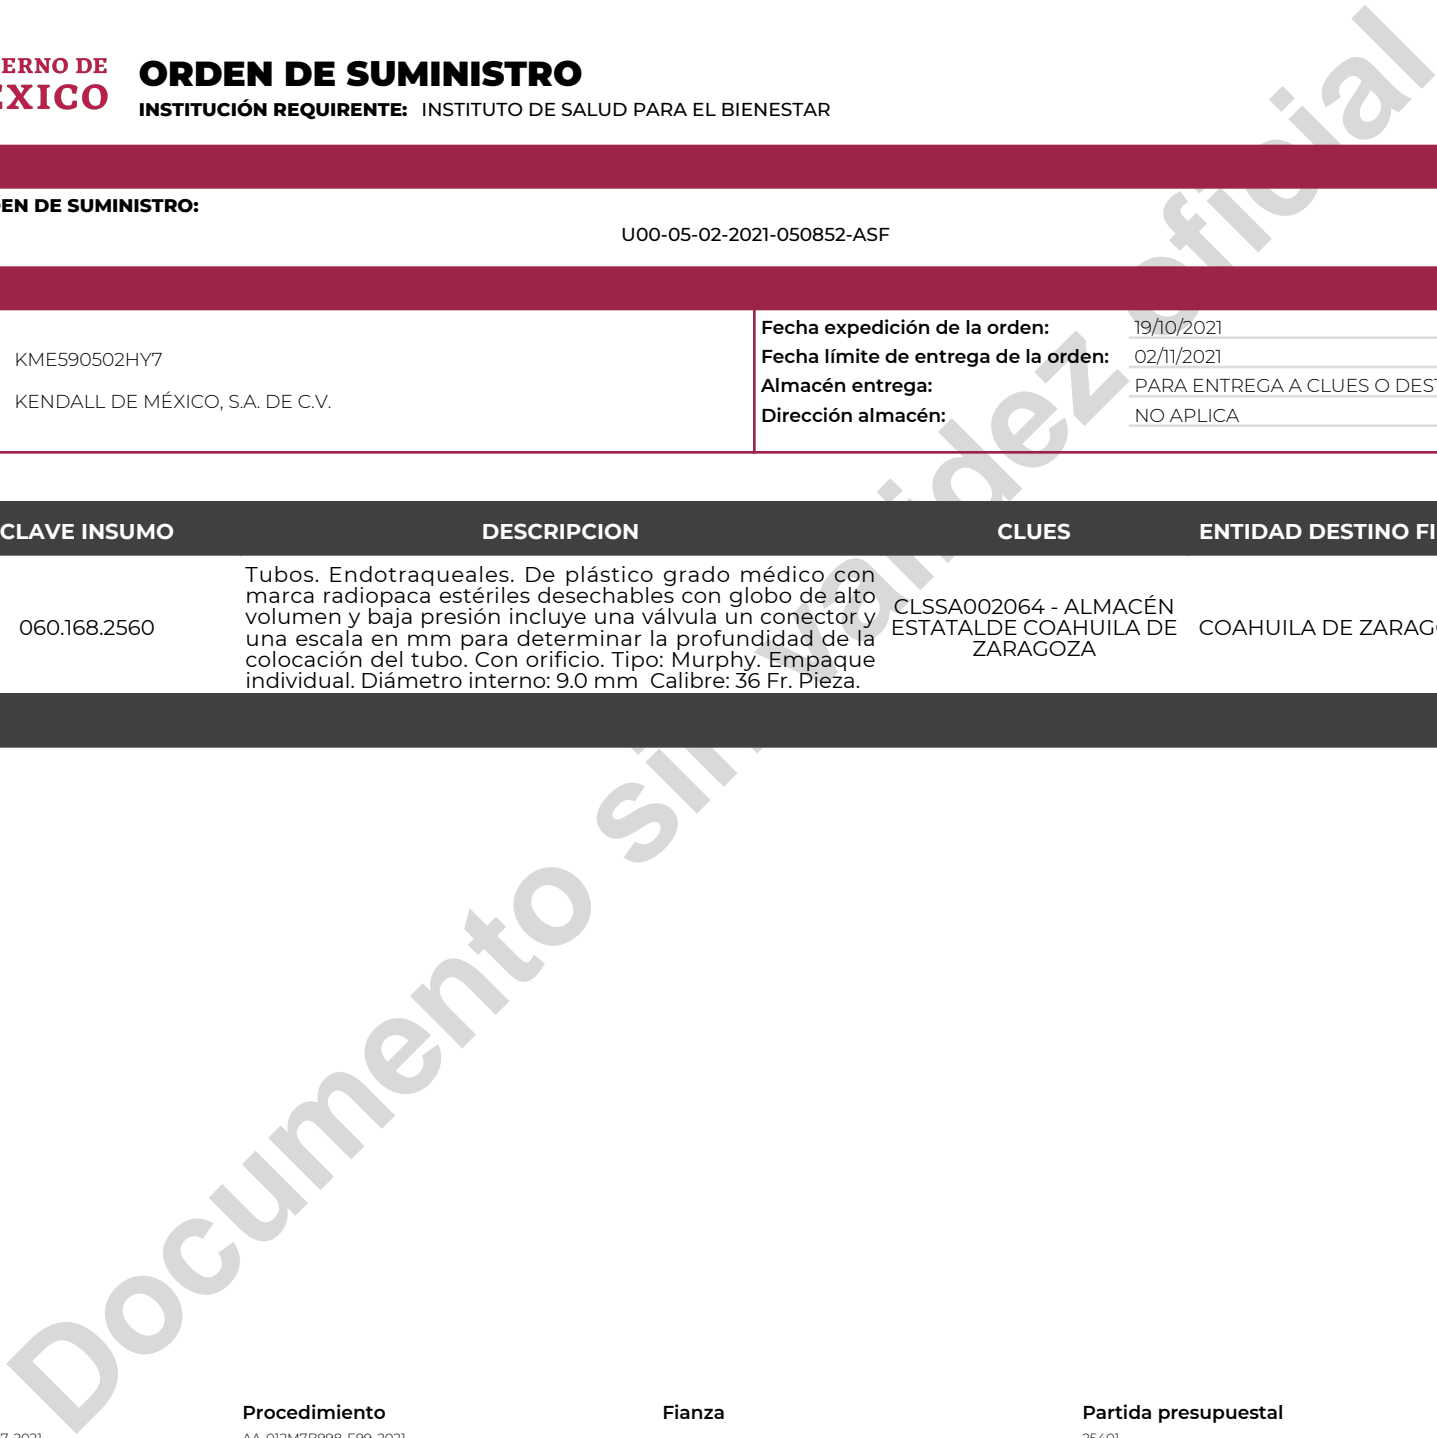 ERNO DE
ÉXICO
ORDEN DE SUMINISTRO
INSTITUCIÓN REQUIRENTE: INSTITUTO DE SALUD PARA EL BIENESTAR
EN DE SUMINISTRO:
U00-05-02-2021-050852-ASF
KME590502HY7
KENDALL DE MÉXICO, S.A. DE C.V.
Fecha expedición de la orden: 19/10/2021
Fecha límite de entrega de la orden: 02/11/2021
Almacén entrega: PARA ENTREGA A CLUES O DEST
Dirección almacén: NO APLICA
CLAVE INSUMO DESCRIPCION CLUES ENTIDAD DESTINO FI
060.168.2560
Tubos. Endotraqueales. De plástico grado médico con
marca radiopaca estériles desechables con globo de alto
volumen y baja presión incluye una válvula un conector y
una escala en mm para determinar la profundidad de la
colocación del tubo. Con orificio. Tipo: Murphy. Empaque
individual. Diámetro interno: 9.0 mm Calibre: 36 Fr. Pieza.
CLSSA002064 - ALMACÉN
ESTATALDE COAHUILA DE
ZARAGOZA
COAHUILA DE ZARAG
Documento sin validez oficial
Procedimiento Fianza Partida presupuestal